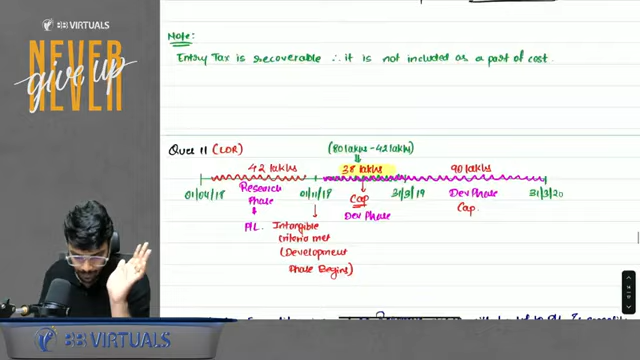 VIRTUALS
NEVER
give up
NEVER
Note:
Entry Tax is recoverable ∴ it is not included as a part of cost.
Ques 11 (LDR)
(80 lakhs - 42 lakhs)
42 lakhs
38 lakhs
90 lakhs
01/04/18
01/11/18
31/3/19
31/3/20
Research
Phase
P/L
Intangible
criteria met
(Development
Phase Begins)
Cap
Dev Phase
Dev Phase
Cap.
VIRTUALS